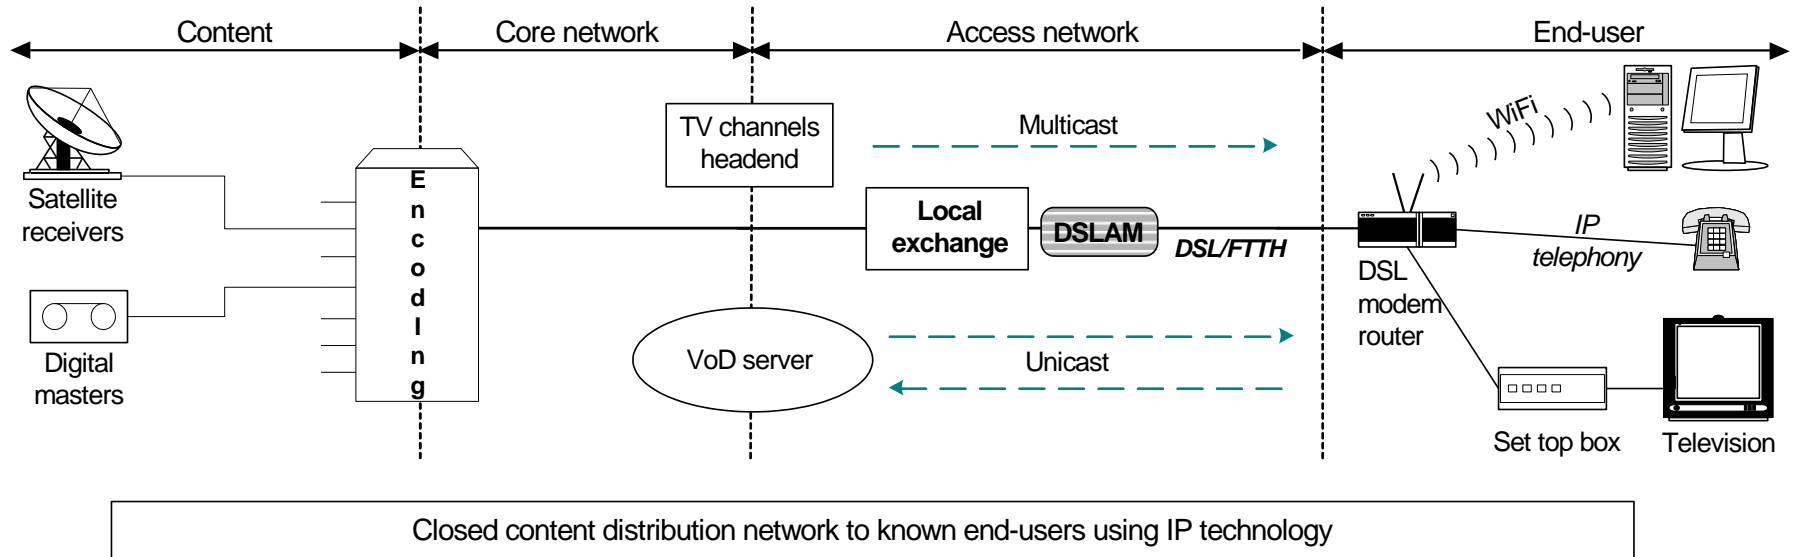 Content
Core network
Access network
End-user
Satellite
receivers
Digital
masters
E
n
c
o
d
I
n
g
TV channels
headend
VoD server
Multicast
Local
exchange
DSLAM
DSL/FTTH
Unicast
WiFi
DSL
modem
router
IP
telephony
Set top box
Television
Closed content distribution network to known end-users using IP technology